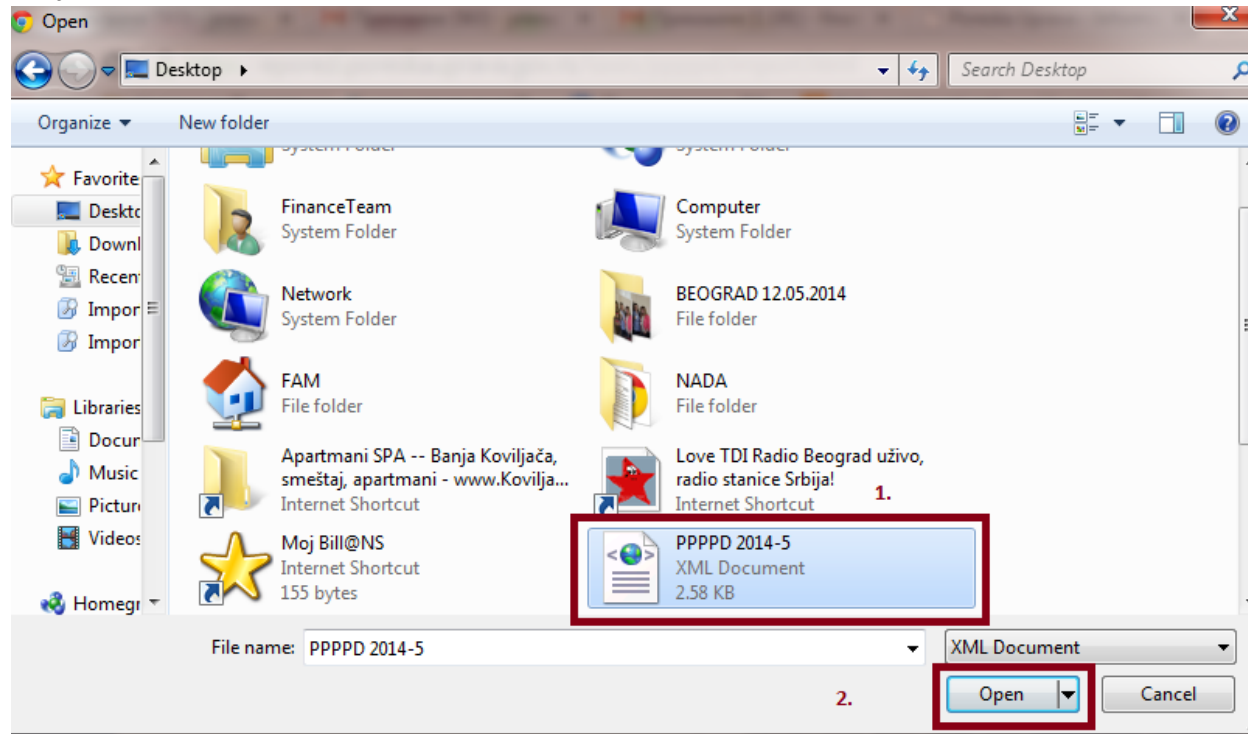 Open
Desktop
Search Desktop
Organize
New folder
System Folder
System Folder
Favorite
Deskto
Downl
Recen
Impor
Impor
Libraries
Docur
Music
Pictur
Videos
Homegr
FinanceTeam
System Folder
Computer
System Folder
Network
System Folder
BEOGRAD 12.05.2014
File folder
FAM
File folder
NADA
File folder
Apartmani SPA -- Banja Koviljača,
smeštaj, apartmani - www.Kovilja...
Internet Shortcut
Love TDI Radio Beograd uživo,
radio stanice Srbija!
Internet Shortcut
1.
Moj Bill@NS
Internet Shortcut
155 bytes
PPPPD 2014-5
XML Document
2.58 KB
File name: PPPPD 2014-5
XML Document
2.
Open
Cancel